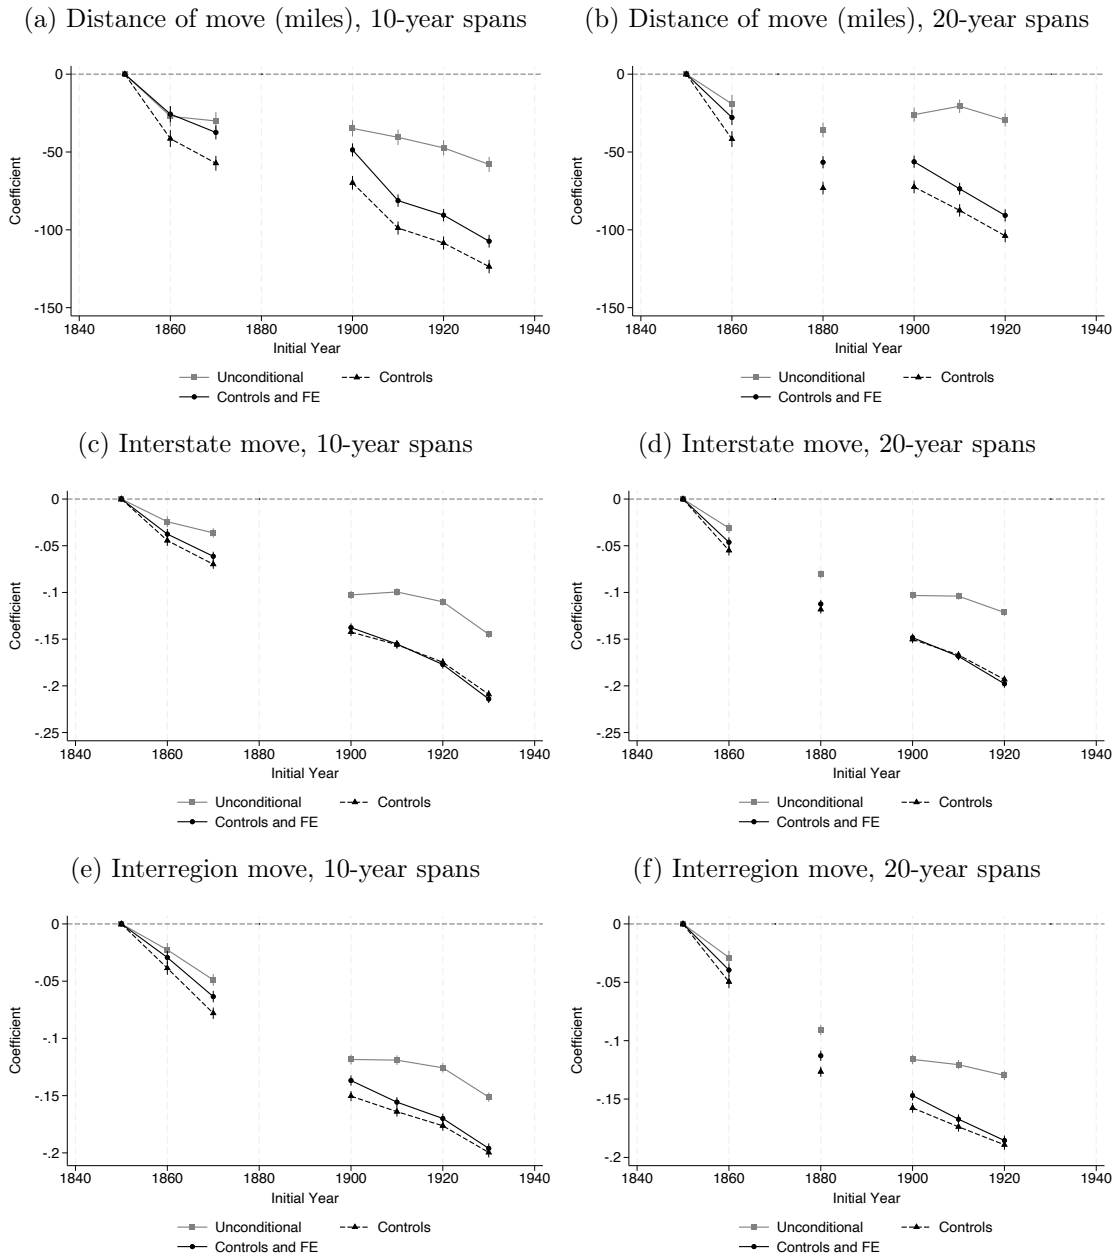 (a) Distance of move (miles), 10-year spans
(b) Distance of move (miles), 20-year spans
0
-50
-100
-150
Coefficient
1840 1860 1880 1900 1920 1940
Initial Year
Unconditional Controls
Controls and FE
0
-50
-100
-150
Coefficient
1840 1860 1880 1900 1920 1940
Initial Year
Unconditional Controls
Controls and FE
(c) Interstate move, 10-year spans
(d) Interstate move, 20-year spans
0
-.05
-.1
-.15
-.2
-.25
Coefficient
1840 1860 1880 1900 1920 1940
Initial Year
Unconditional Controls
Controls and FE
0
-.05
-.1
-.15
-.2
-.25
Coefficient
1840 1860 1880 1900 1920 1940
Initial Year
Unconditional Controls
Controls and FE
(e) Interregion move, 10-year spans
(f) Interregion move, 20-year spans
0
-.05
-.1
-.15
-.2
Coefficient
1840 1860 1880 1900 1920 1940
Initial Year
Unconditional Controls
Controls and FE
0
-.05
-.1
-.15
-.2
Coefficient
1840 1860 1880 1900 1920 1940
Initial Year
Unconditional Controls
Controls and FE